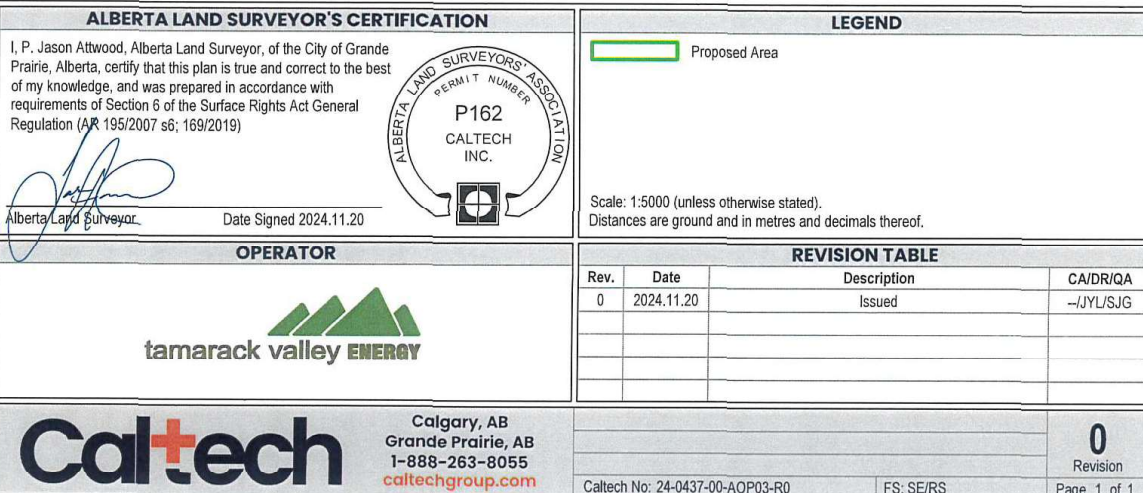 ALBERTA LAND SURVEYOR'S CERTIFICATION
I, P. Jason Attwood, Alberta Land Surveyor, of the City of Grande
Prairie, Alberta, certify that this plan is true and correct to the best
of my knowledge, and was prepared in accordance with
requirements of Section 6 of the Surface Rights Act General
Regulation (AR 195/2007 s6; 169/2019)
Alberta Land Surveyor
Date Signed 2024.11.20
ALBERTA LAND SURVEYORS' ASSOCIATION
PERMIT NUMBER
P162
CALTECH
INC.
LEGEND
Proposed Area
Scale: 1:5000 (unless otherwise stated).
Distances are ground and in metres and decimals thereof.
OPERATOR
tamarack valley ENERGY
REVISION TABLE
Rev. Date Description CA/DR/QA
0 2024.11.20 Issued --/JYL/SJG
Caltech
Calgary, AB
Grande Prairie, AB
1-888-263-8055
caltechgroup.com
Caltech No: 24-0437-00-AOP03-R0
FS: SE/RS
0
Revision
Page 1 of 1